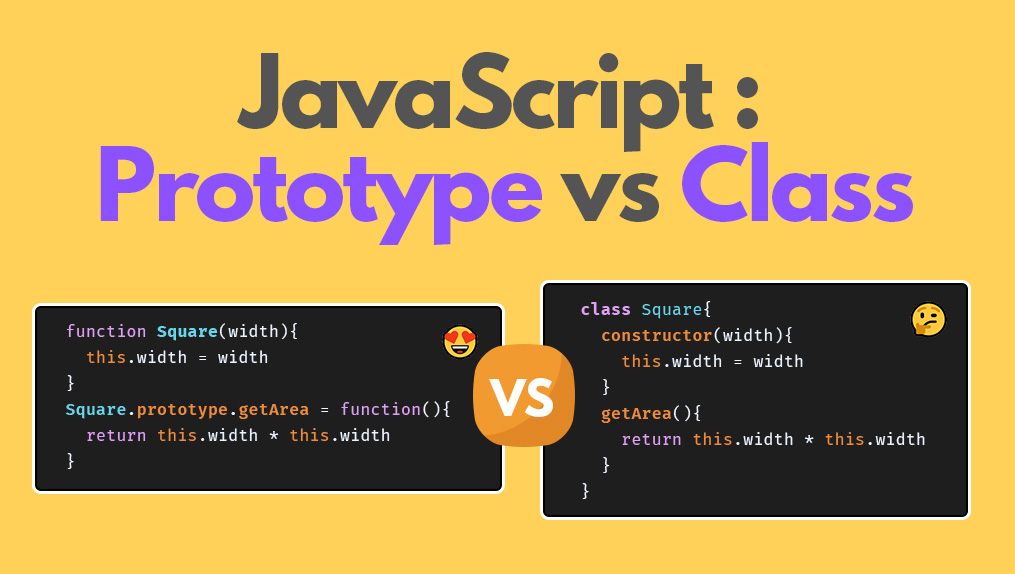 JavaScript :
Prototype vs Class
function Square(width){
  this.width = width
}
Square.prototype.getArea = function(){
  return this.width * this.width
}
VS
class Square{
  constructor(width){
    this.width = width
  }
  getArea(){
    return this.width * this.width
  }
}